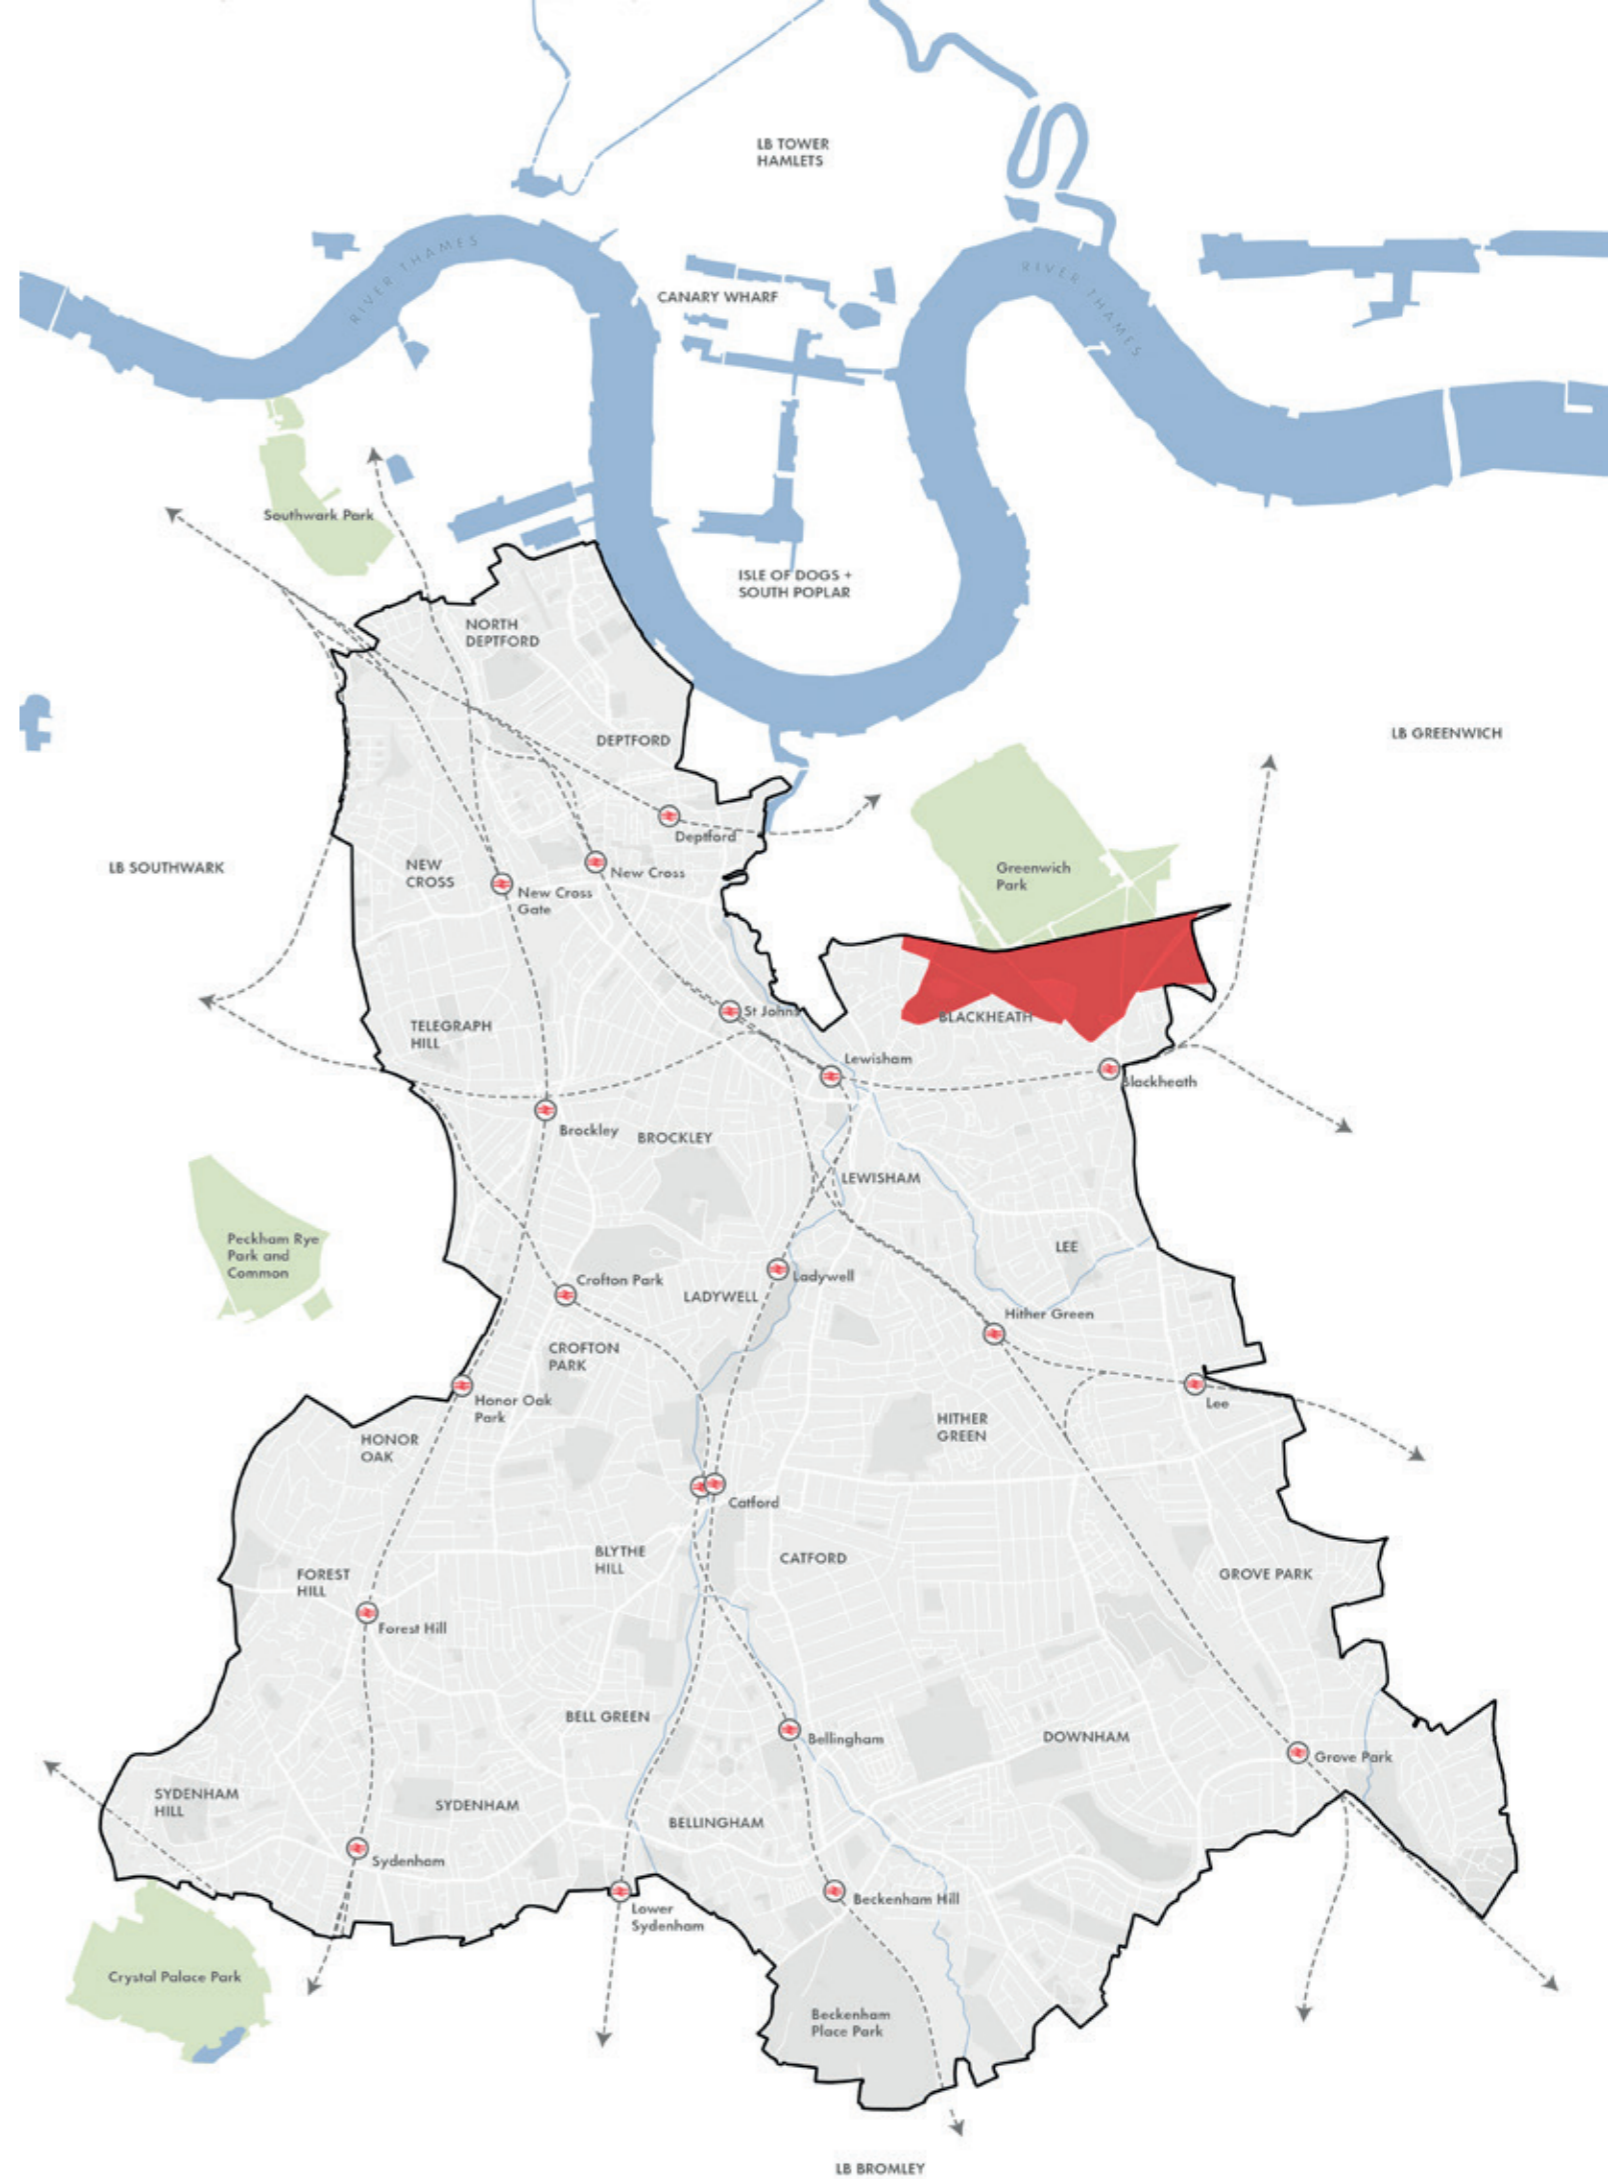 LB TOWER
HAMLETS
RIVER THAMES
RIVER THAMES
CANARY WHARF
Southwark Park
ISLE OF DOGS +
SOUTH POPLAR
NORTH
DEPTFORD
LB GREENWICH
DEPTFORD
Deptford
LB SOUTHWARK
NEW
CROSS
New Cross
New Cross
Gate
Greenwich
Park
St Johns
BLACKHEATH
TELEGRAPH
HILL
Lewisham
Blackheath
Brockley
BROCKLEY
LEWISHAM
Peckham Rye
Park and
Common
LEE
Crofton Park
Ladywell
LADYWELL
Hither Green
CROFTON
PARK
Honor Oak
Park
Lee
HONOR
OAK
HITHER
GREEN
Catford
BLYTHE
HILL
CATFORD
FOREST
HILL
GROVE PARK
Forest Hill
BELL GREEN
Bellingham
DOWNHAM
Grove Park
SYDENHAM
HILL
SYDENHAM
BELLINGHAM
Sydenham
Beckenham Hill
Lower
Sydenham
Crystal Palace Park
Beckenham
Place Park
LB BROMLEY